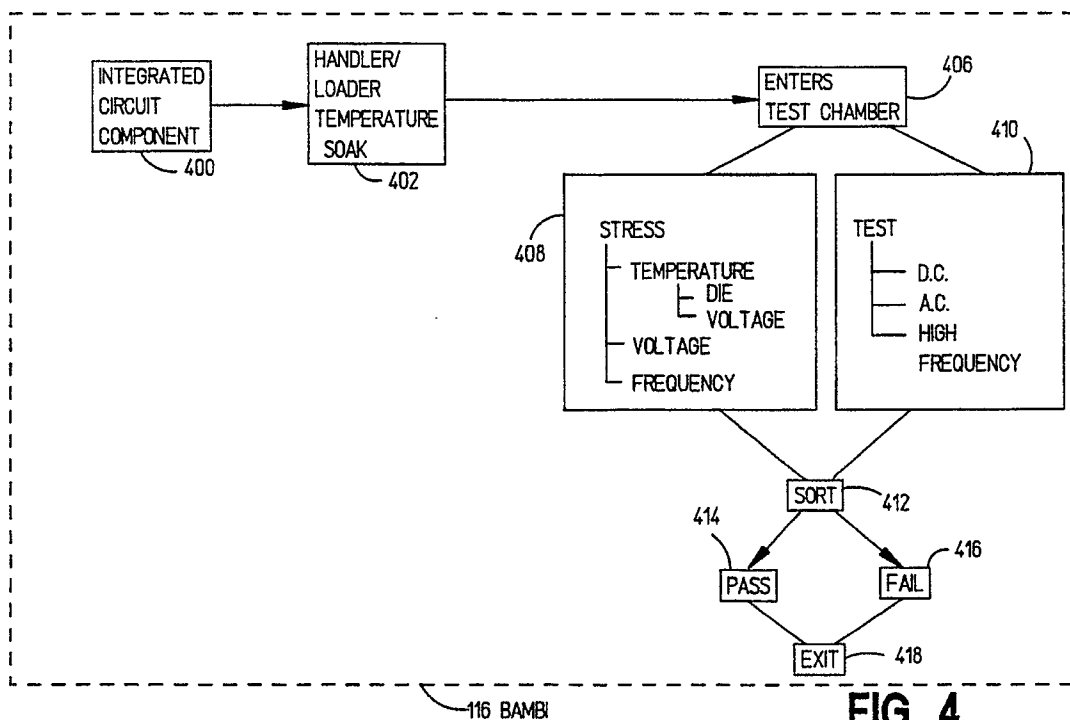 INTEGRATED
CIRCUIT
COMPONENT
400
HANDLER/
LOADER
TEMPERATURE
SOAK
402
ENTERS
TEST CHAMBER
406
408
STRESS
TEMPERATURE
DIE
VOLTAGE
VOLTAGE
FREQUENCY
410
TEST
D.C.
A.C.
HIGH
FREQUENCY
SORT
412
414
PASS
FAIL
416
EXIT
418
116 BAMBI
FIG. 4